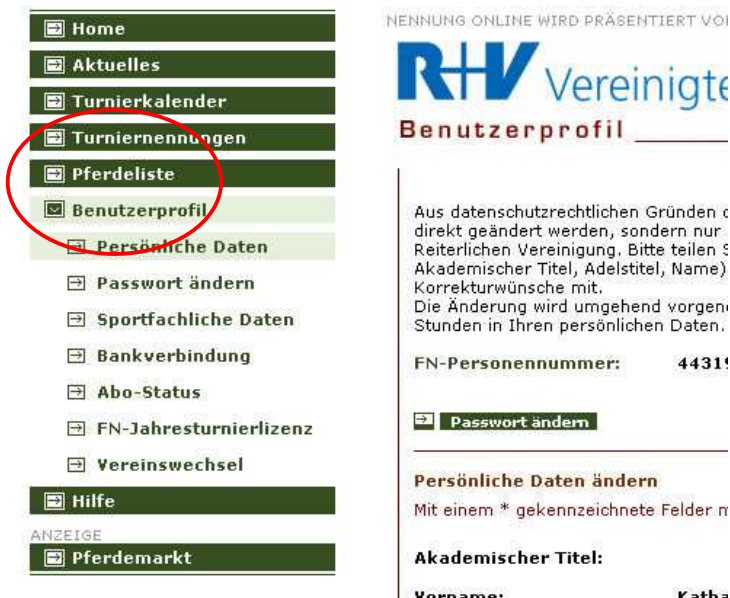 Home
Aktuelles
Turnierkalender
Turniernennungen
Pferdeliste
Benutzerprofil
Persönliche Daten
Passwort ändern
Sportfachliche Daten
Bankverbindung
Abo-Status
FN-Jahresturnierlizenz
Vereinswechsel
Hilfe
ANZEIGE
Pferdemarkt
NENNUNG ONLINE WIRD PRÄSENTIERT VO
R+V Vereinigte
Benutzerprofil
Aus datenschutzrechtlichen Gründen
direkt geändert werden, sondern nur
Reiterlichen Vereinigung. Bitte teilen S
Akademischer Titel, Adelstitel, Name)
Korrekturwünsche mit.
Die Änderung wird umgehend vorgen
Stunden in Ihren persönlichen Daten.
FN-Personennummer: 44319
Passwort ändern
Persönliche Daten ändern
Mit einem * gekennzeichnete Felder m
Akademischer Titel:
Vorname: Katha